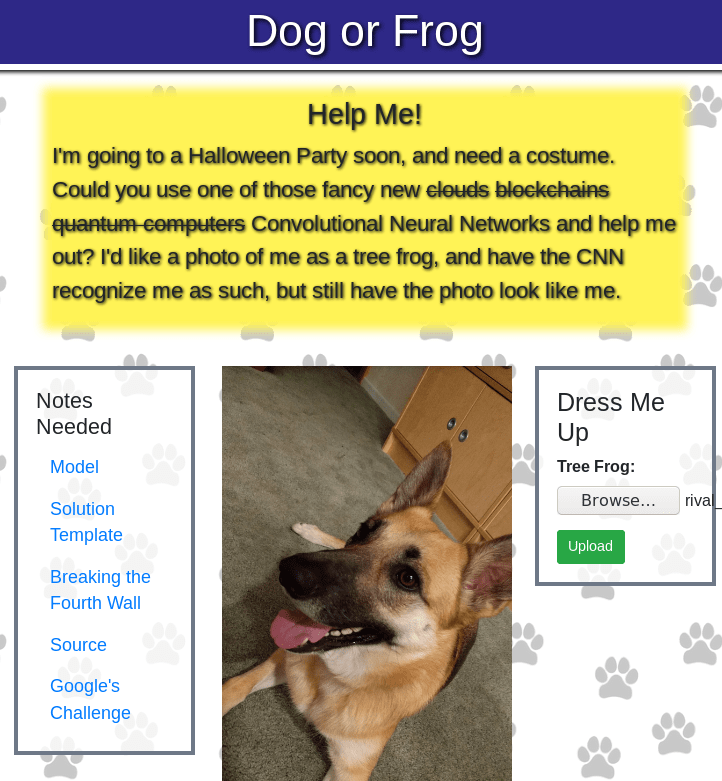 Dog or Frog
Help Me!
I'm going to a Halloween Party soon, and need a costume.
Could you use one of those fancy new clouds blockchains
quantum computers Convolutional Neural Networks and help me
out? I'd like a photo of me as a tree frog, and have the CNN
recognize me as such, but still have the photo look like me.
Notes
Needed
Model
Solution
Template
Breaking the
Fourth Wall
Source
Google's
Challenge
Dress Me
Up
Tree Frog:
Browse... rival_
Upload